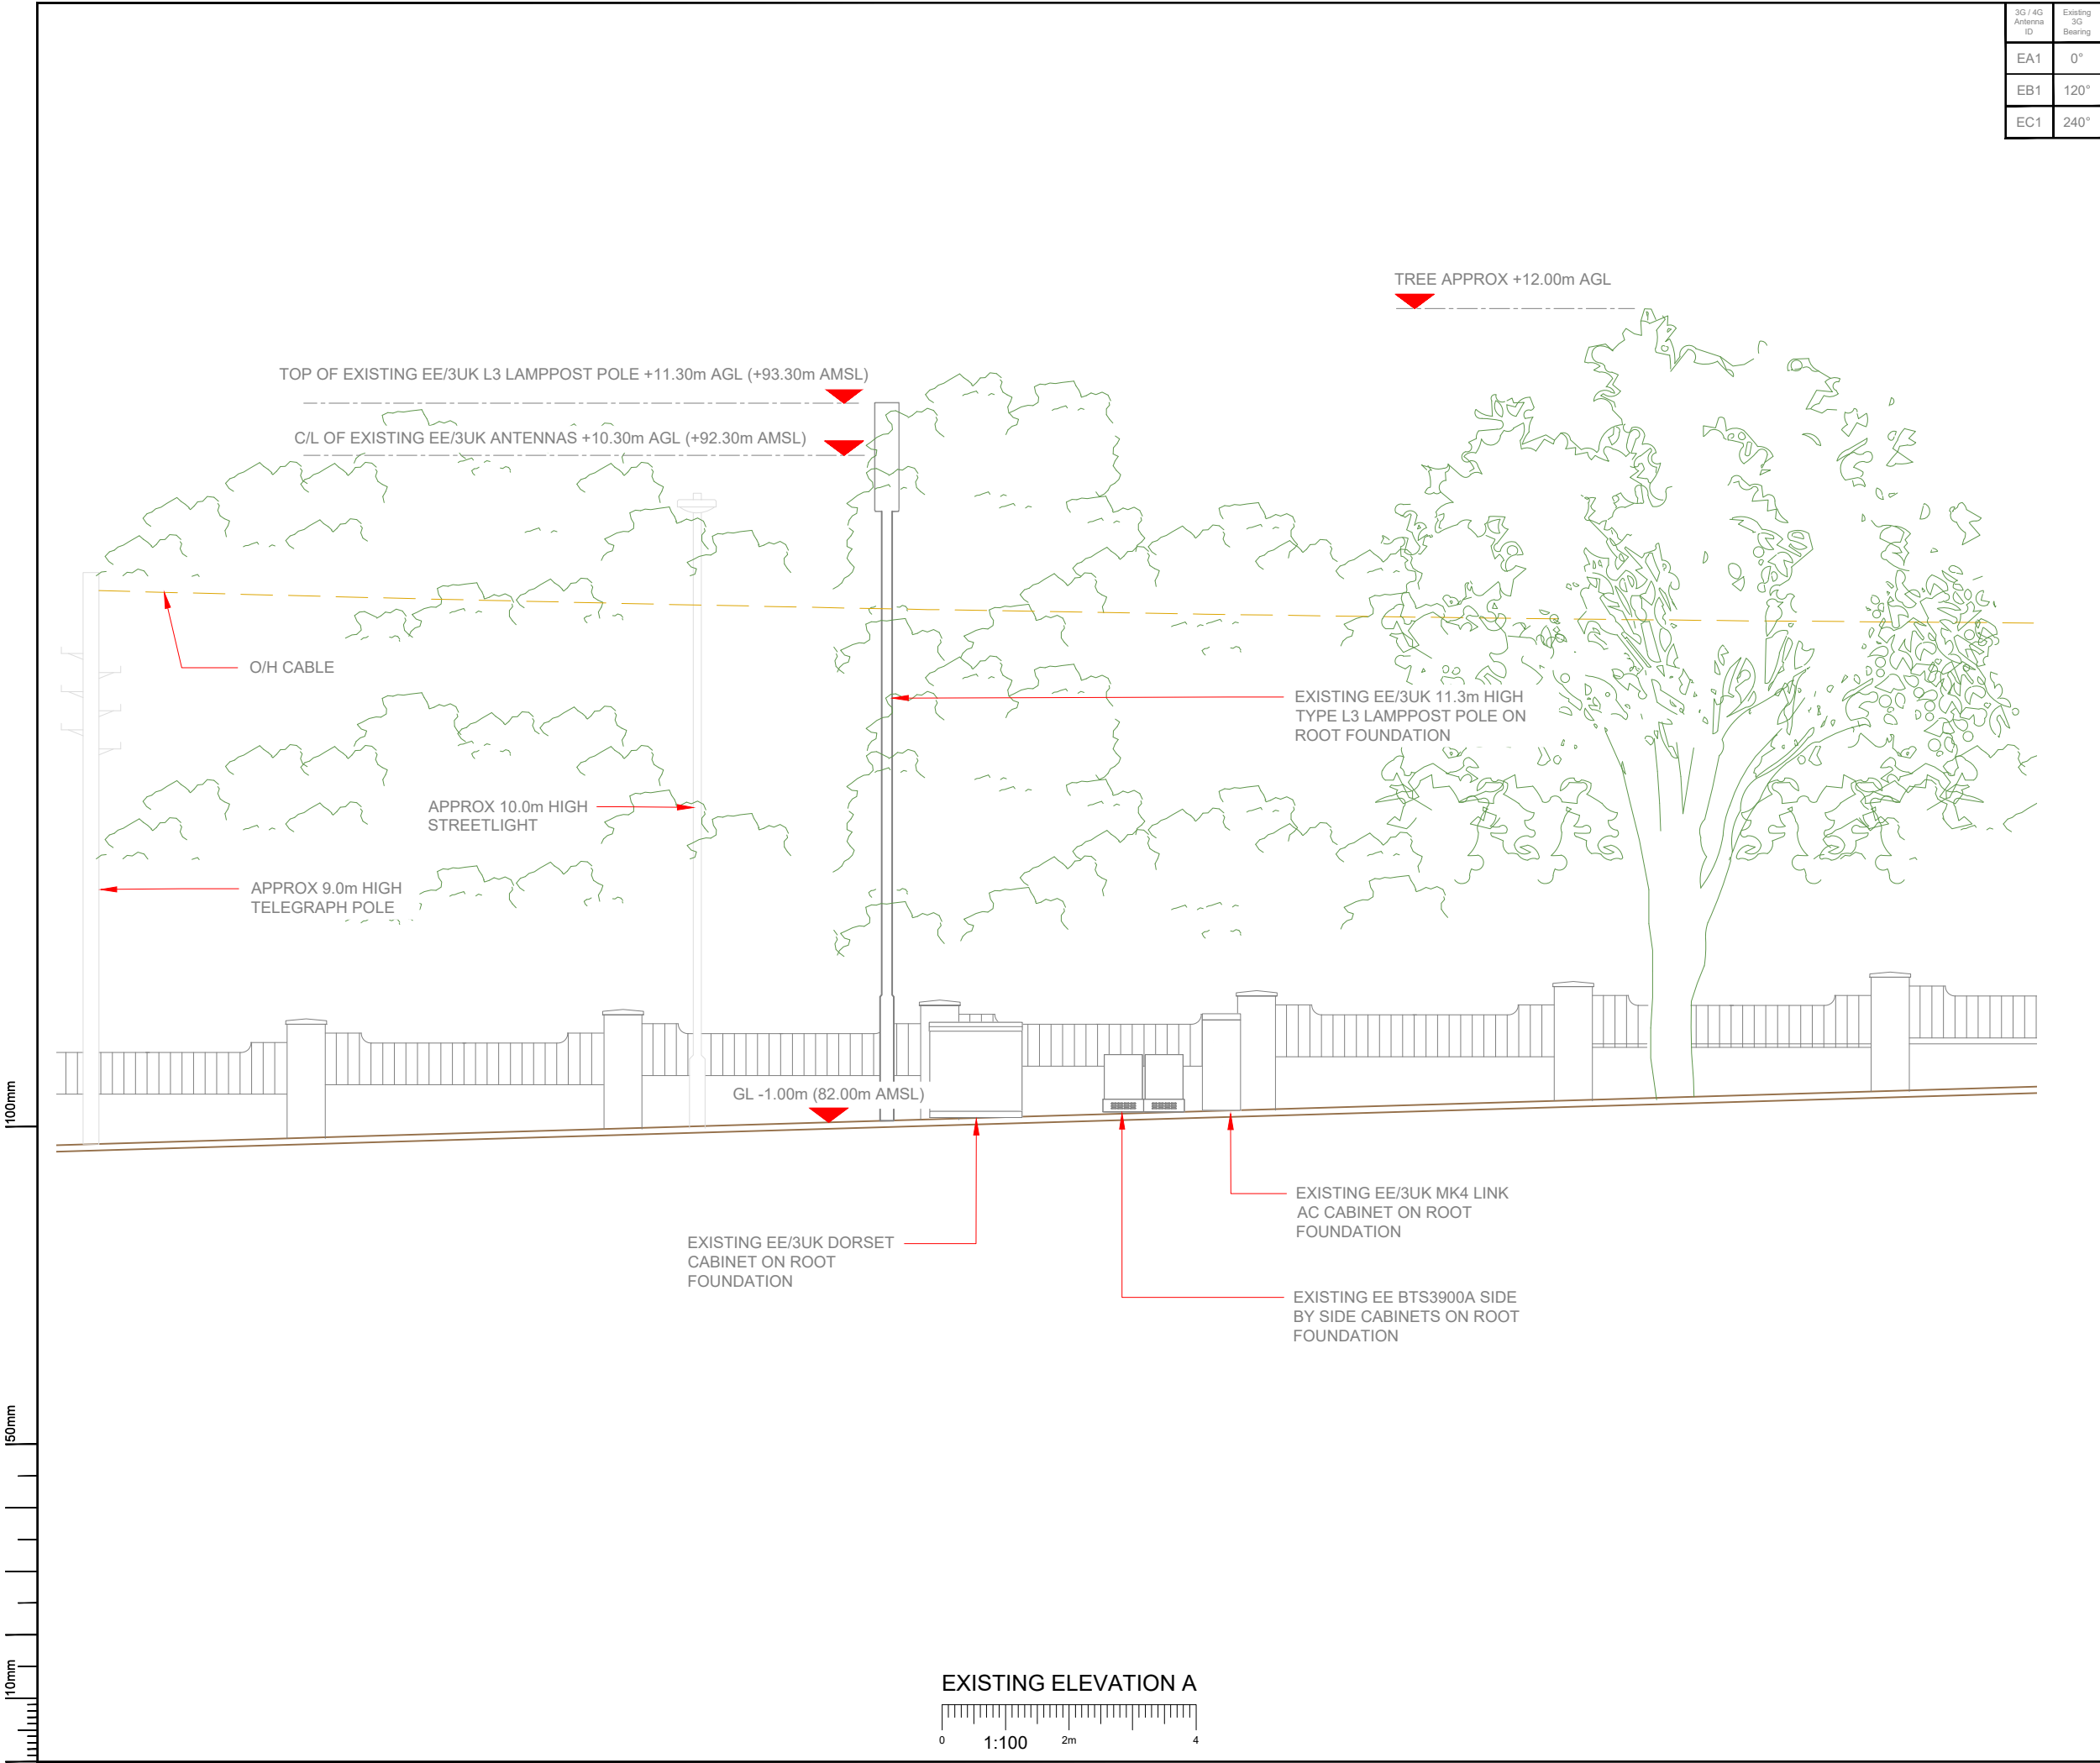 3G / 4G
Antenna
ID
Existing
3G
Bearing
EA1
0°
EB1
120°
EC1
240°
TREE APPROX +12.00m AGL
TOP OF EXISTING EE/3UK L3 LAMPPOST POLE +11.30m AGL (+93.30m AMSL)
C/L OF EXISTING EE/3UK ANTENNAS +10.30m AGL (+92.30m AMSL)
O/H CABLE
EXISTING EE/3UK 11.3m HIGH
TYPE L3 LAMPPOST POLE ON
ROOT FOUNDATION
APPROX 10.0m HIGH
STREETLIGHT
APPROX 9.0m HIGH
TELEGRAPH POLE
GL -1.00m (82.00m AMSL)
EXISTING EE/3UK MK4 LINK
AC CABINET ON ROOT
FOUNDATION
EXISTING EE/3UK DORSET
CABINET ON ROOT
FOUNDATION
EXISTING EE BTS3900A SIDE
BY SIDE CABINETS ON ROOT
FOUNDATION
100mm
50mm
10mm
EXISTING ELEVATION A
0
1:100
2m
4